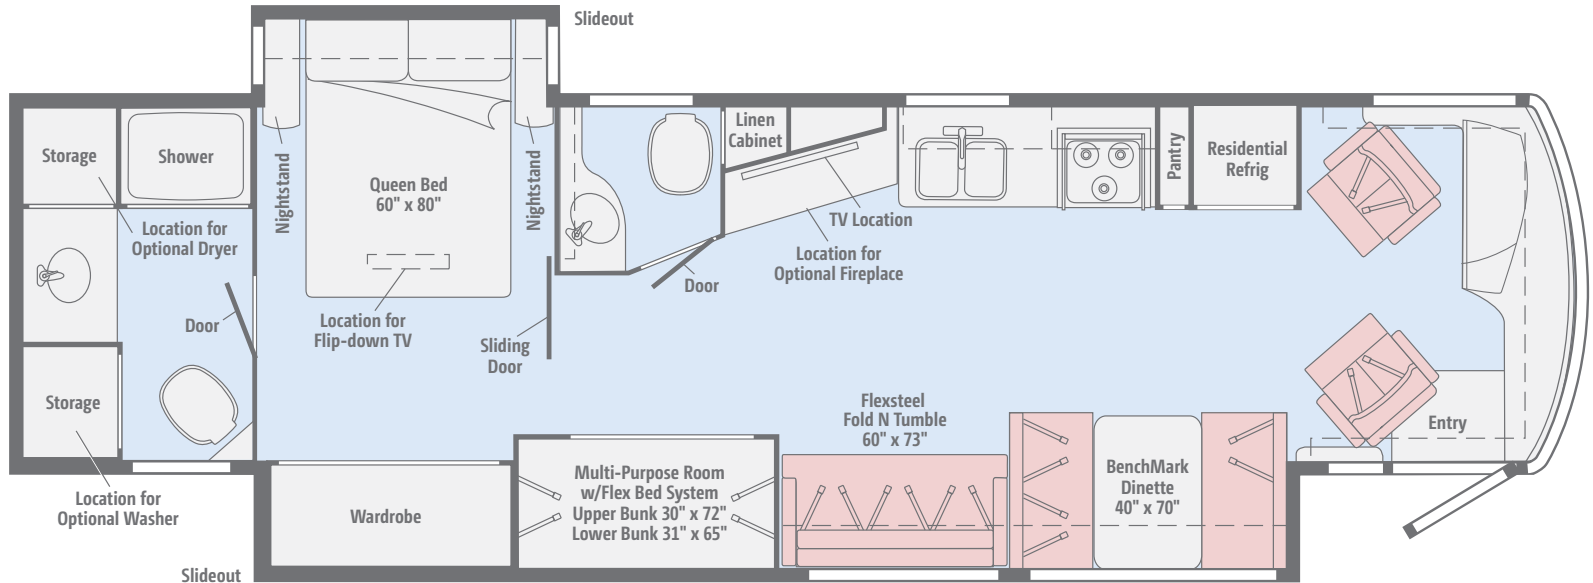 Slideout
Storage
Shower
Nightstand
Queen Bed
60" x 80"
Nightstand
Linen
Cabinet
Pantry
Residential
Refrig
Location for
Optional Dryer
TV Location
Location for
Optional Fireplace
Door
Door
Location for
Flip-down TV
Sliding
Door
Storage
Flexsteel
Fold N Tumble
60" x 73"
Entry
Location for
Optional Washer
Wardrobe
Multi-Purpose Room
w/Flex Bed System
Upper Bunk 30" x 72"
Lower Bunk 31" x 65"
BenchMark
Dinette
40" x 70"
Slideout